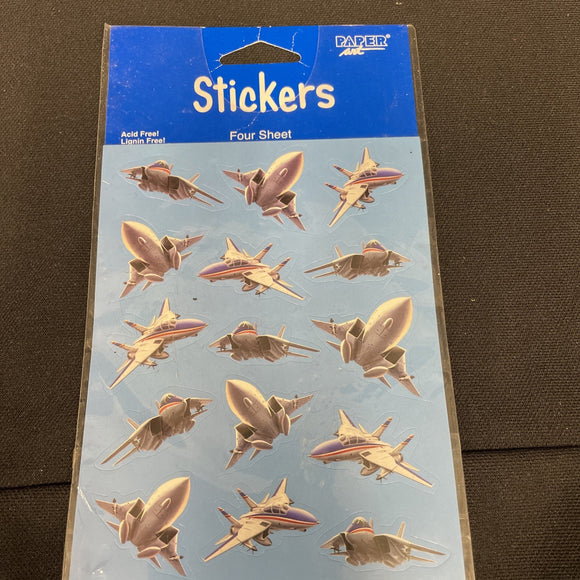 PAPER®
art
Stickers
Acid Free!
Lignin Free!
Four Sheet